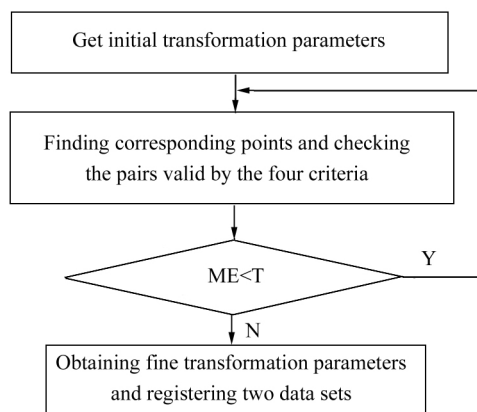 Get initial transformation parameters
Finding corresponding points and checking
the pairs valid by the four criteria
ME<T
Y
N
Obtaining fine transformation parameters
and registering two data sets